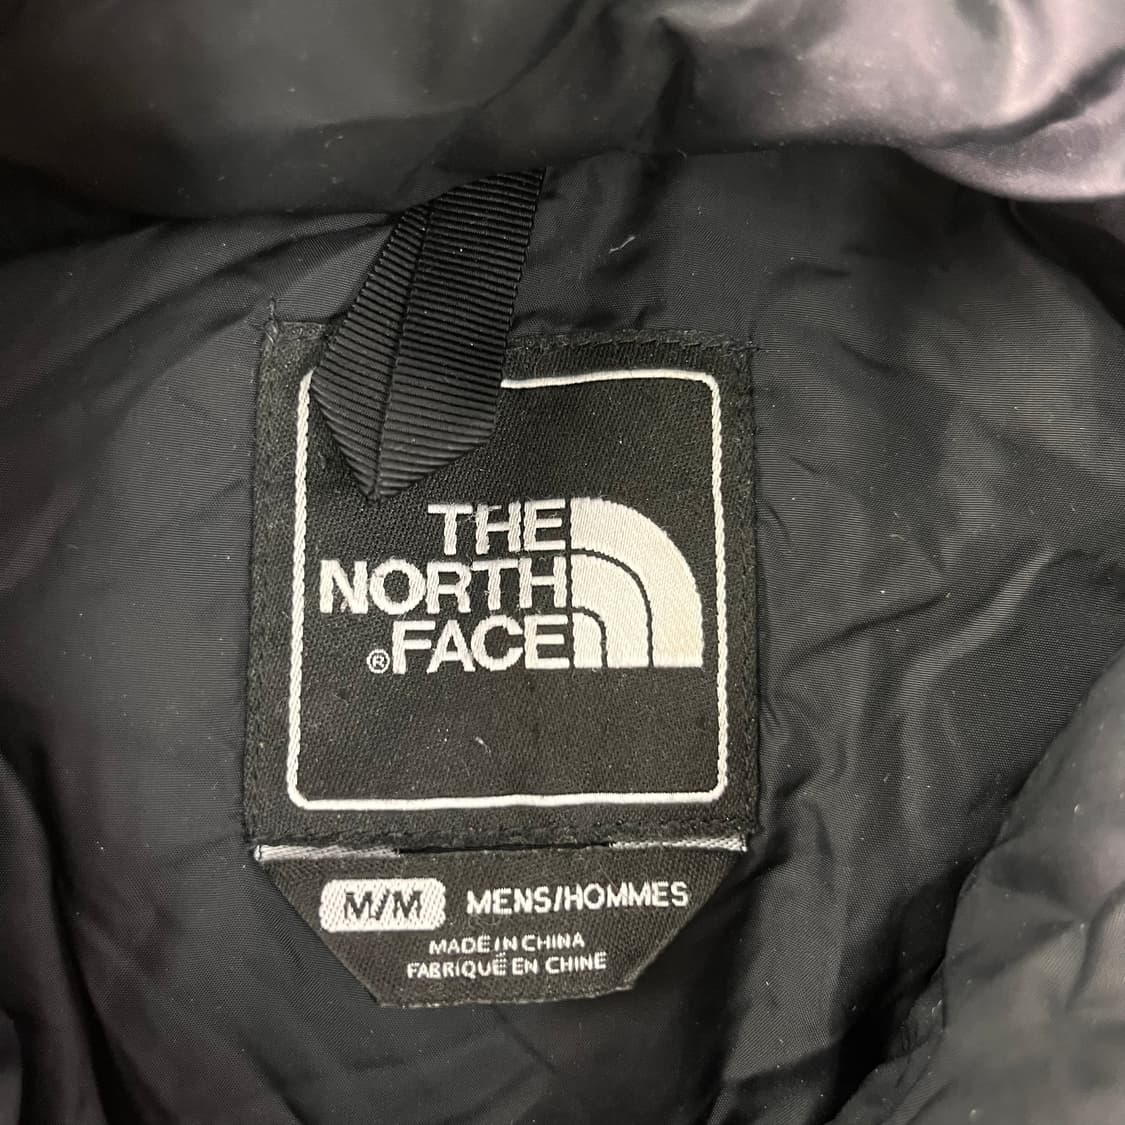 THE
NORTH
®FACE
M/M MENS/HOMMES
MADE IN CHINA
FABRIQUÉ EN CHINE